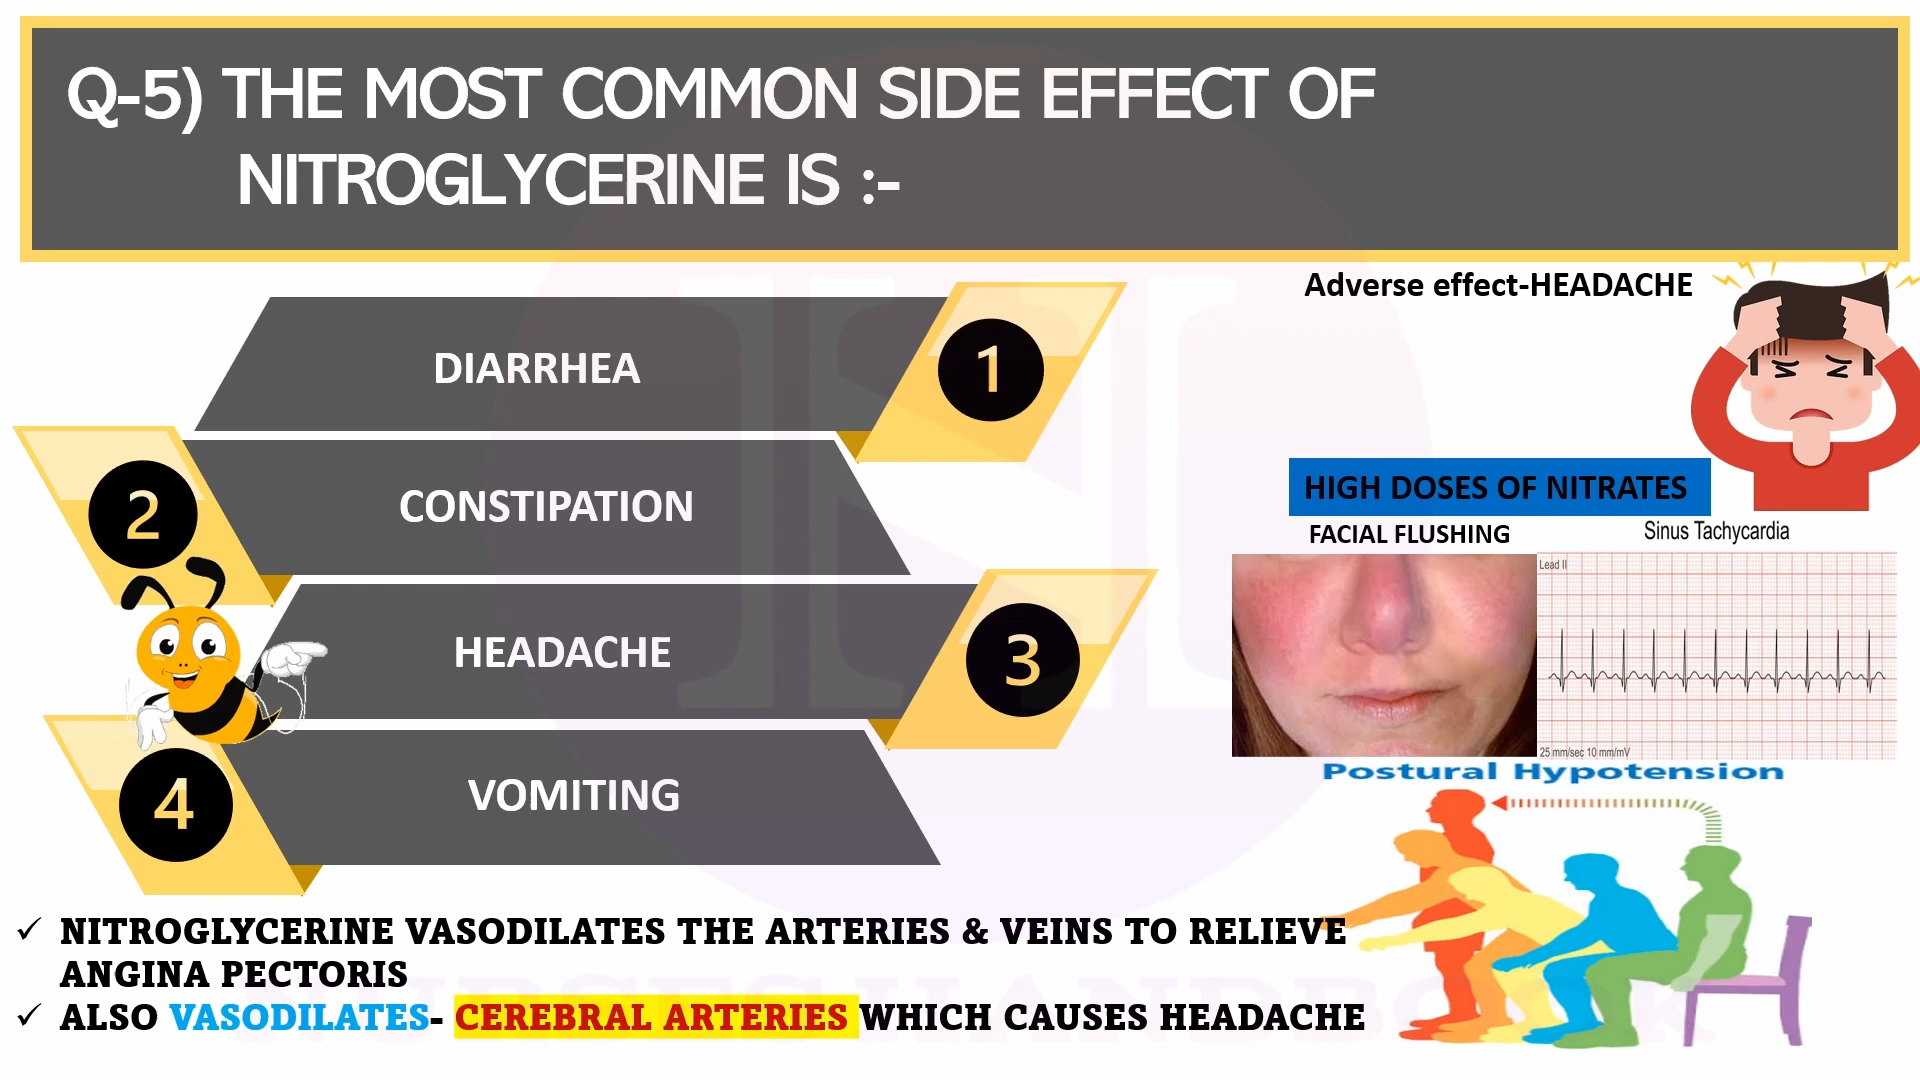 Q-5) THE MOST COMMON SIDE EFFECT OF
NITROGLYCERINE IS :-
Adverse effect-HEADACHE
DIARRHEA
1
2
CONSTIPATION
HEADACHE
3
4
VOMITING
HIGH DOSES OF NITRATES
FACIAL FLUSHING
Sinus Tachycardia
Lead II
25 mm/sec 10 mm/mV
Postural Hypotension
✓ NITROGLYCERINE VASODILATES THE ARTERIES & VEINS TO RELIEVE
ANGINA PECTORIS
✓ ALSO VASODILATES- CEREBRAL ARTERIES WHICH CAUSES HEADACHE
NURSES HANDBOOK